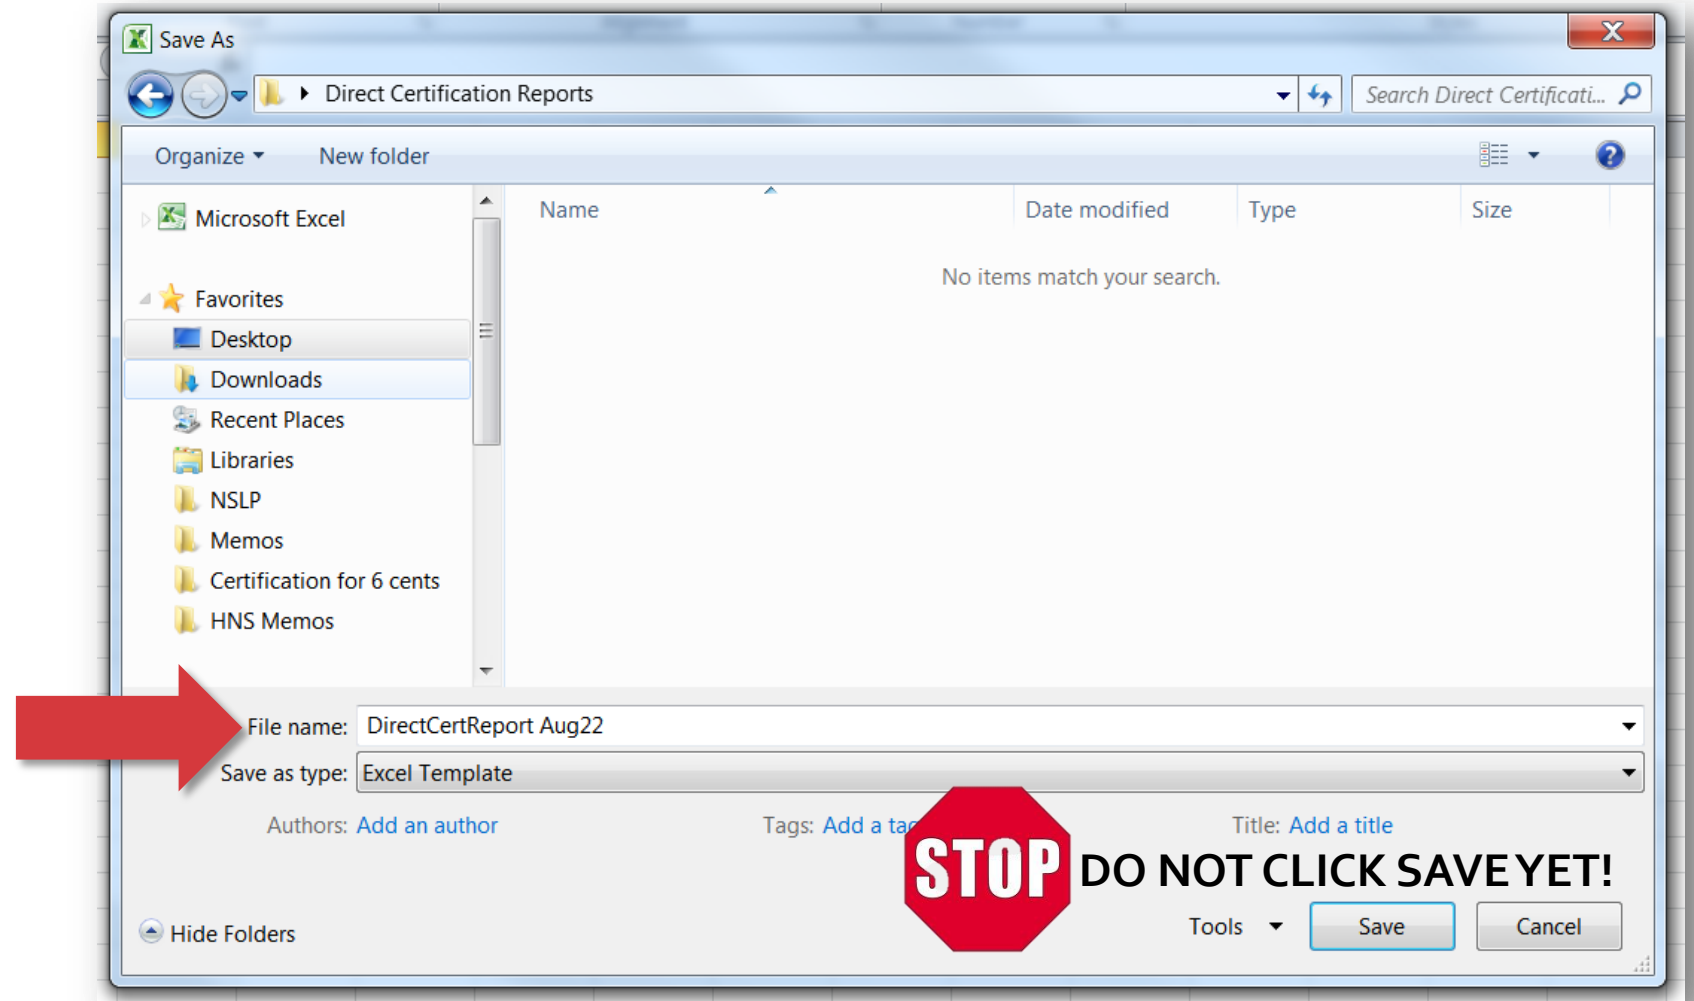 Save As
Direct Certification Reports
Search Direct Certificati...
Organize
New folder
Microsoft Excel
Favorites
Desktop
Downloads
Recent Places
Libraries
NSLP
Memos
Certification for 6 cents
HNS Memos
Name
Date modified
Type
Size
No items match your search.
File name: DirectCertReport Aug22
Save as type: Excel Template
Authors: Add an author
Tags: Add a tag
Title: Add a title
STOP DO NOT CLICK SAVE YET!
Hide Folders
Tools
Save
Cancel